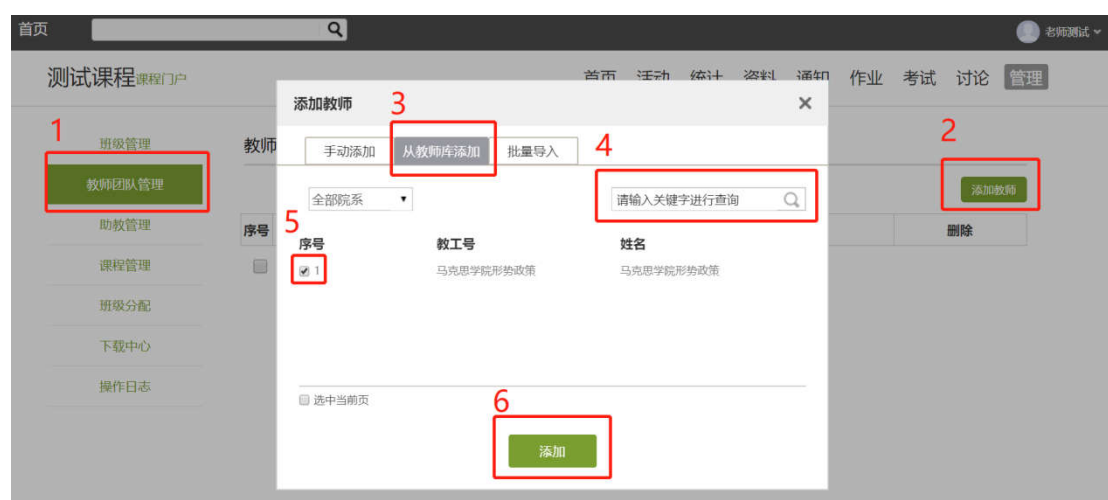 首页
老师测试
测试课程 课程门户
首页 活动 统计 资料 通知 作业 考试 讨论 管理
添加教师
3
1
班级管理
教师
手动添加 从教师库添加 批量导入
4
2
教师团队管理
全部院系
请输入关键字进行查询
添加教师
助教管理
序号
5
删除
序号 教工号 姓名
课程管理
1 马克思学院形势政策 马克思学院形势政策
班级分配
下载中心
操作日志
选中当前页
6
添加